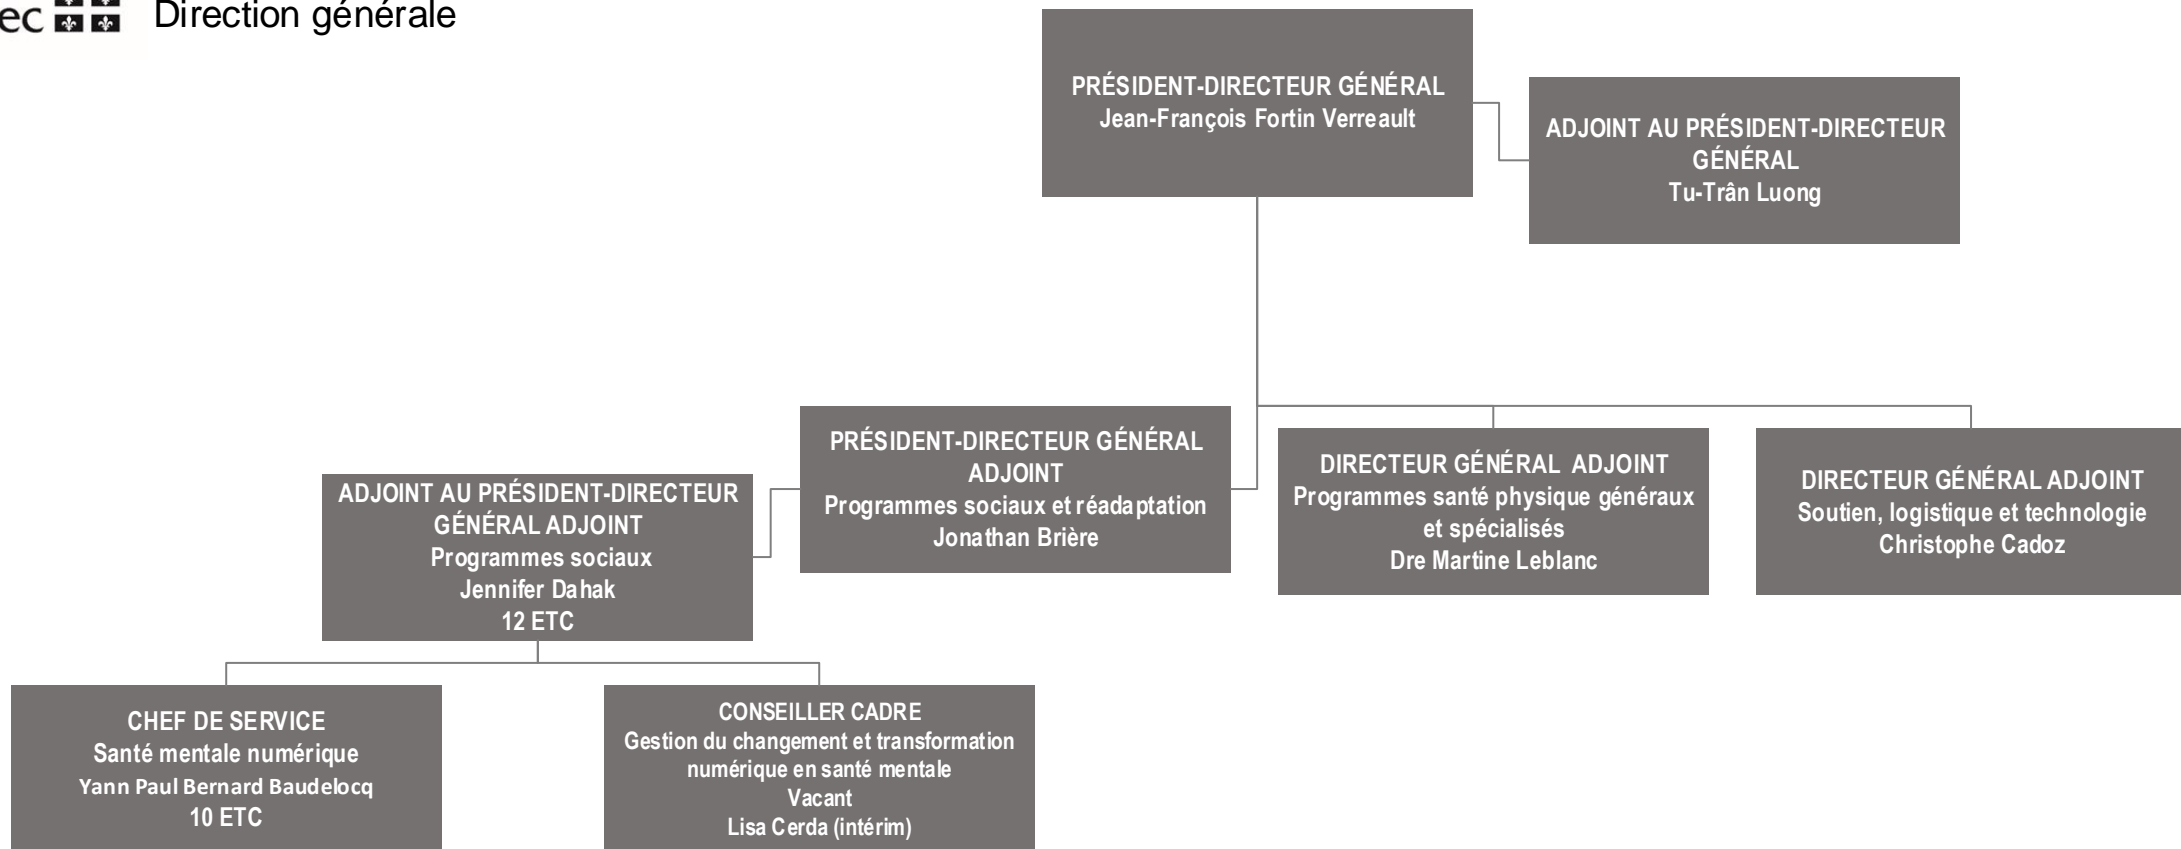 ec
Direction générale
PRÉSIDENT-DIRECTEUR GÉNÉRAL
Jean-François Fortin Verreault
ADJOINT AU PRÉSIDENT-DIRECTEUR
GÉNÉRAL
Tu-Trân Luong
PRÉSIDENT-DIRECTEUR GÉNÉRAL
ADJOINT
Programmes sociaux et réadaptation
Jonathan Brière
DIRECTEUR GÉNÉRAL ADJOINT
Programmes santé physique généraux
et spécialisés
Dre Martine Leblanc
DIRECTEUR GÉNÉRAL ADJOINT
Soutien, logistique et technologie
Christophe Cadoz
ADJOINT AU PRÉSIDENT-DIRECTEUR
GÉNÉRAL ADJOINT
Programmes sociaux
Jennifer Dahak
12 ETC
CHEF DE SERVICE
Santé mentale numérique
Yann Paul Bernard Baudelocq
10 ETC
CONSEILLER CADRE
Gestion du changement et transformation
numérique en santé mentale
Vacant
Lisa Cerda (intérim)